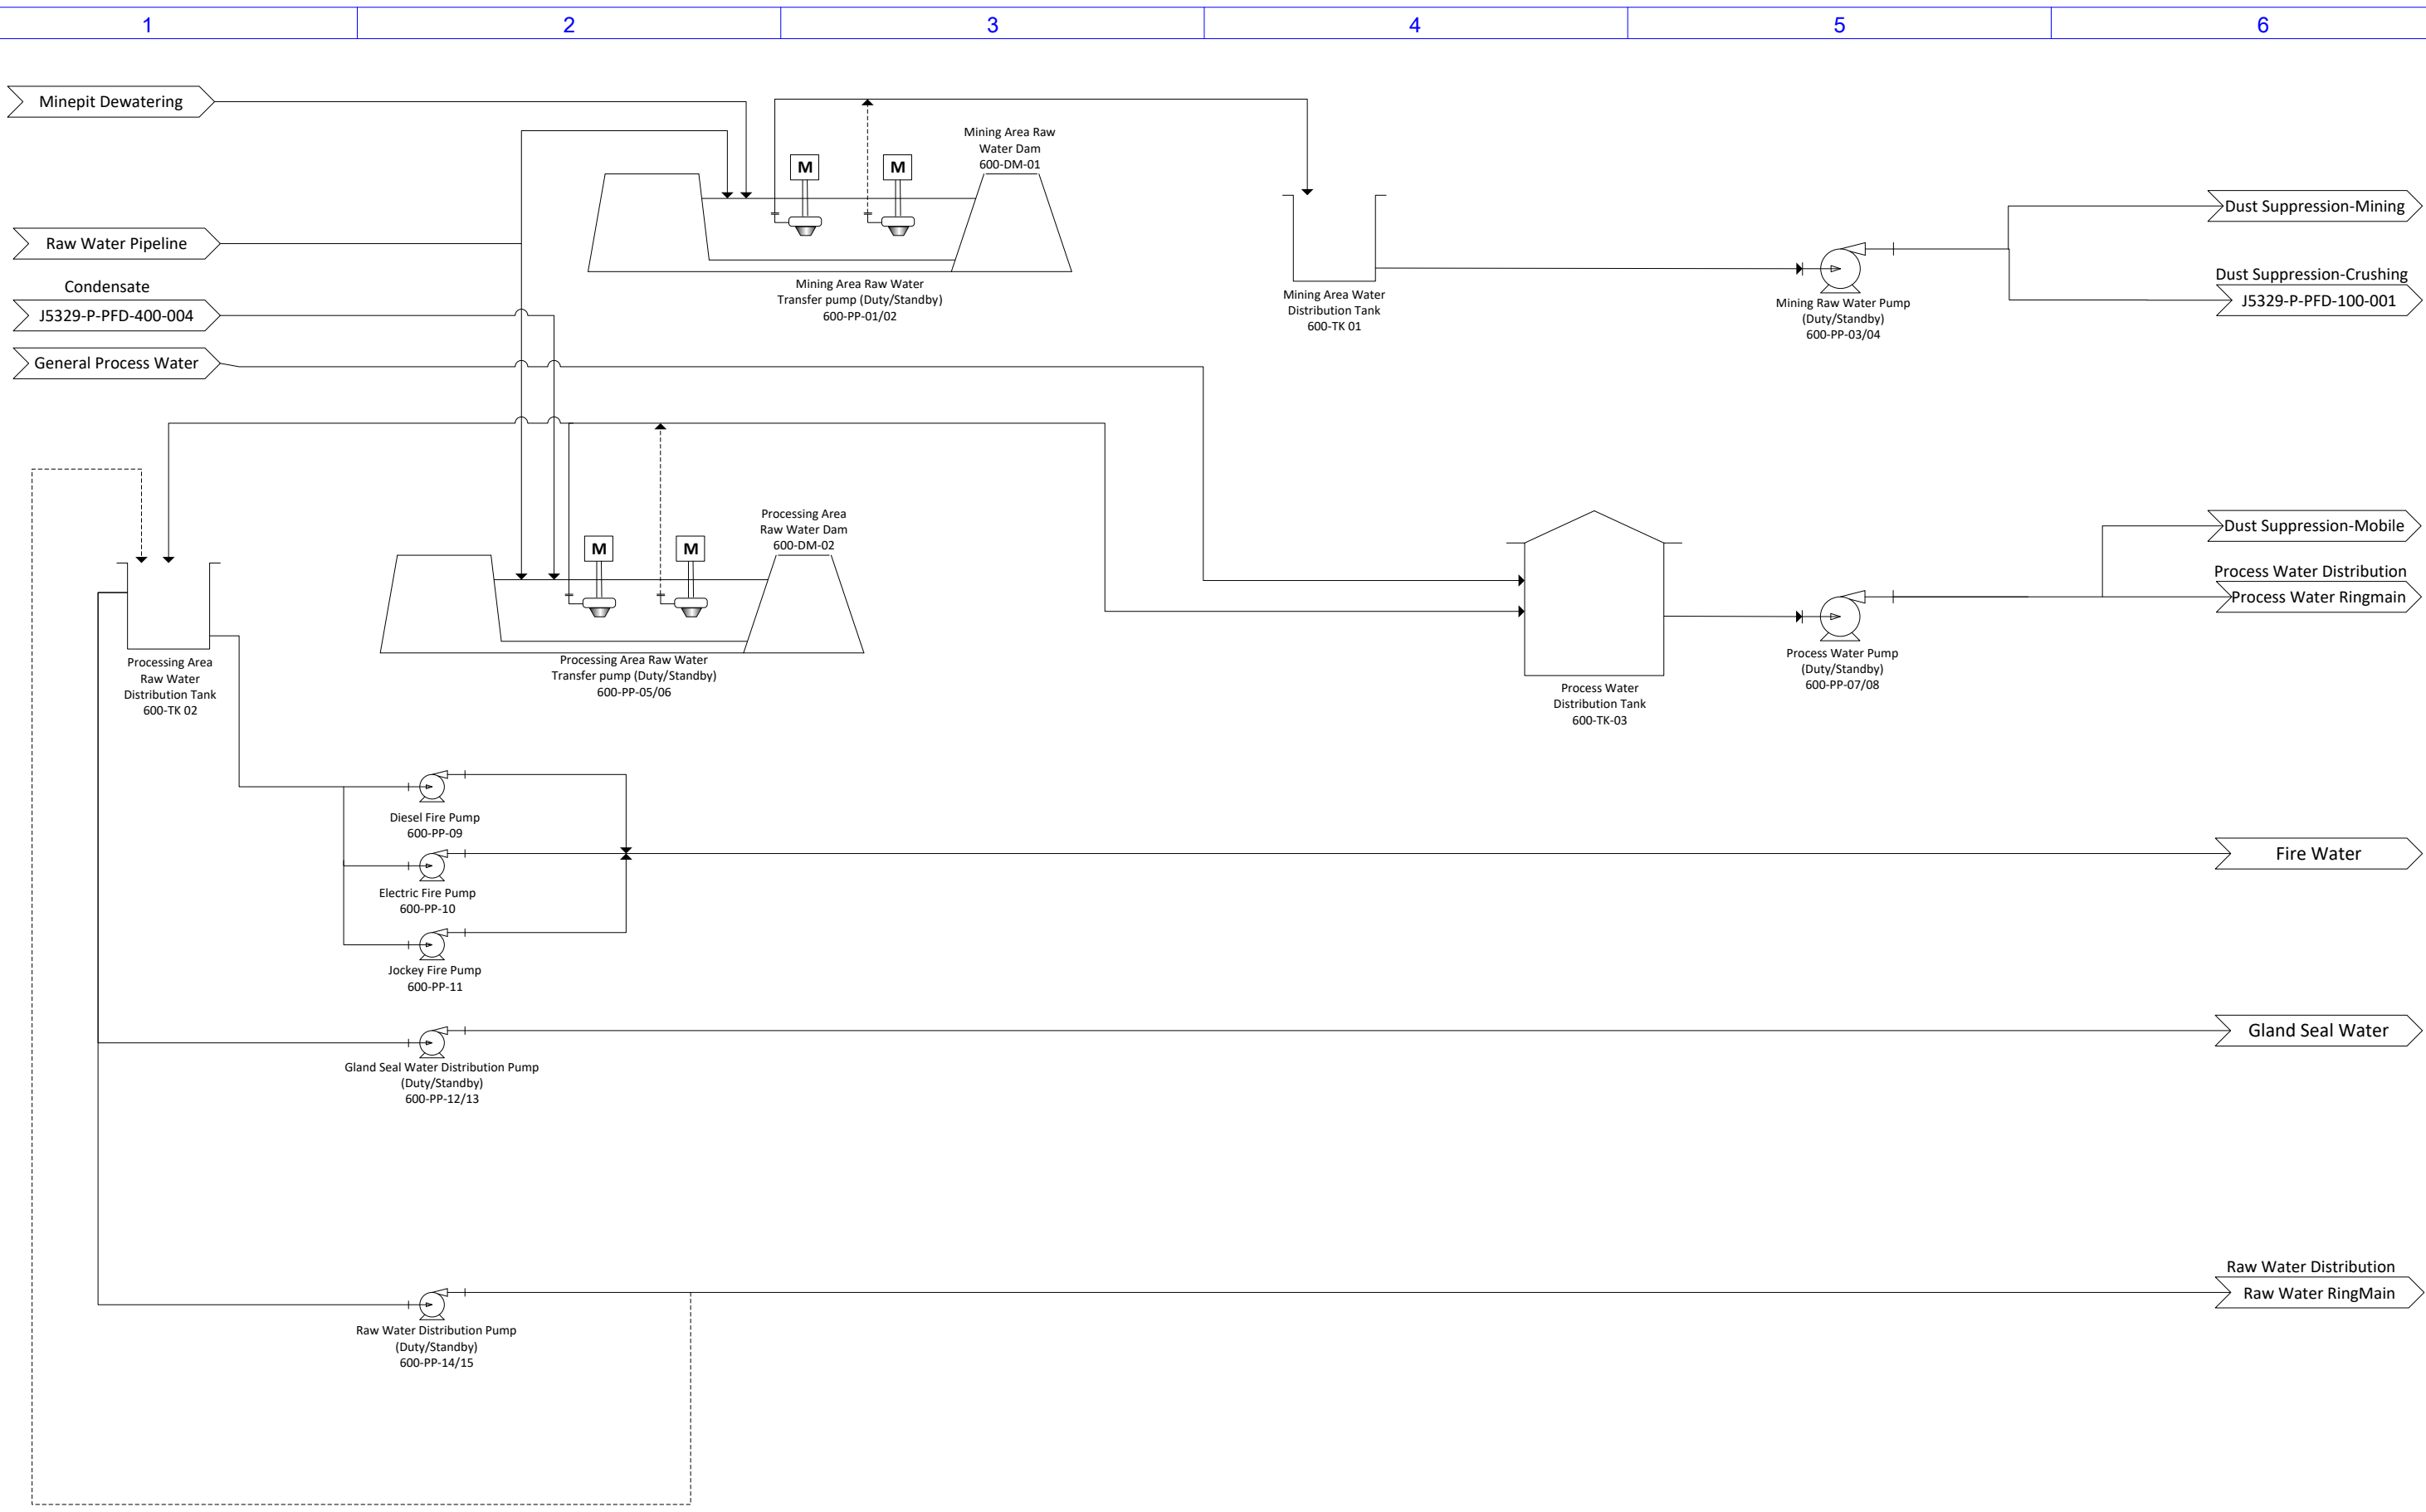 1
2
3
4
5
6
Minepit Dewatering
Mining Area Raw
Water Dam
600-DM-01
M
M
Dust Suppression-Mining
Raw Water Pipeline
Condensate
J5329-P-PFD-400-004
Mining Area Raw Water
Transfer pump (Duty/Standby)
600-PP-01/02
Mining Area Water
Distribution Tank
600-TK 01
Mining Raw Water Pump
(Duty/Standby)
600-PP-03/04
Dust Suppression-Crushing
J5329-P-PFD-100-001
General Process Water
Processing Area
Raw Water Dam
600-DM-02
M
M
Dust Suppression-Mobile
Process Water Distribution
Process Water Ringmain
Processing Area
Raw Water
Distribution Tank
600-TK 02
Processing Area Raw Water
Transfer pump (Duty/Standby)
600-PP-05/06
Process Water
Distribution Tank
600-TK-03
Process Water Pump
(Duty/Standby)
600-PP-07/08
Diesel Fire Pump
600-PP-09
Fire Water
Electric Fire Pump
600-PP-10
Jockey Fire Pump
600-PP-11
Gland Seal Water
Gland Seal Water Distribution Pump
(Duty/Standby)
600-PP-12/13
Raw Water Distribution
Raw Water RingMain
Raw Water Distribution Pump
(Duty/Standby)
600-PP-14/15